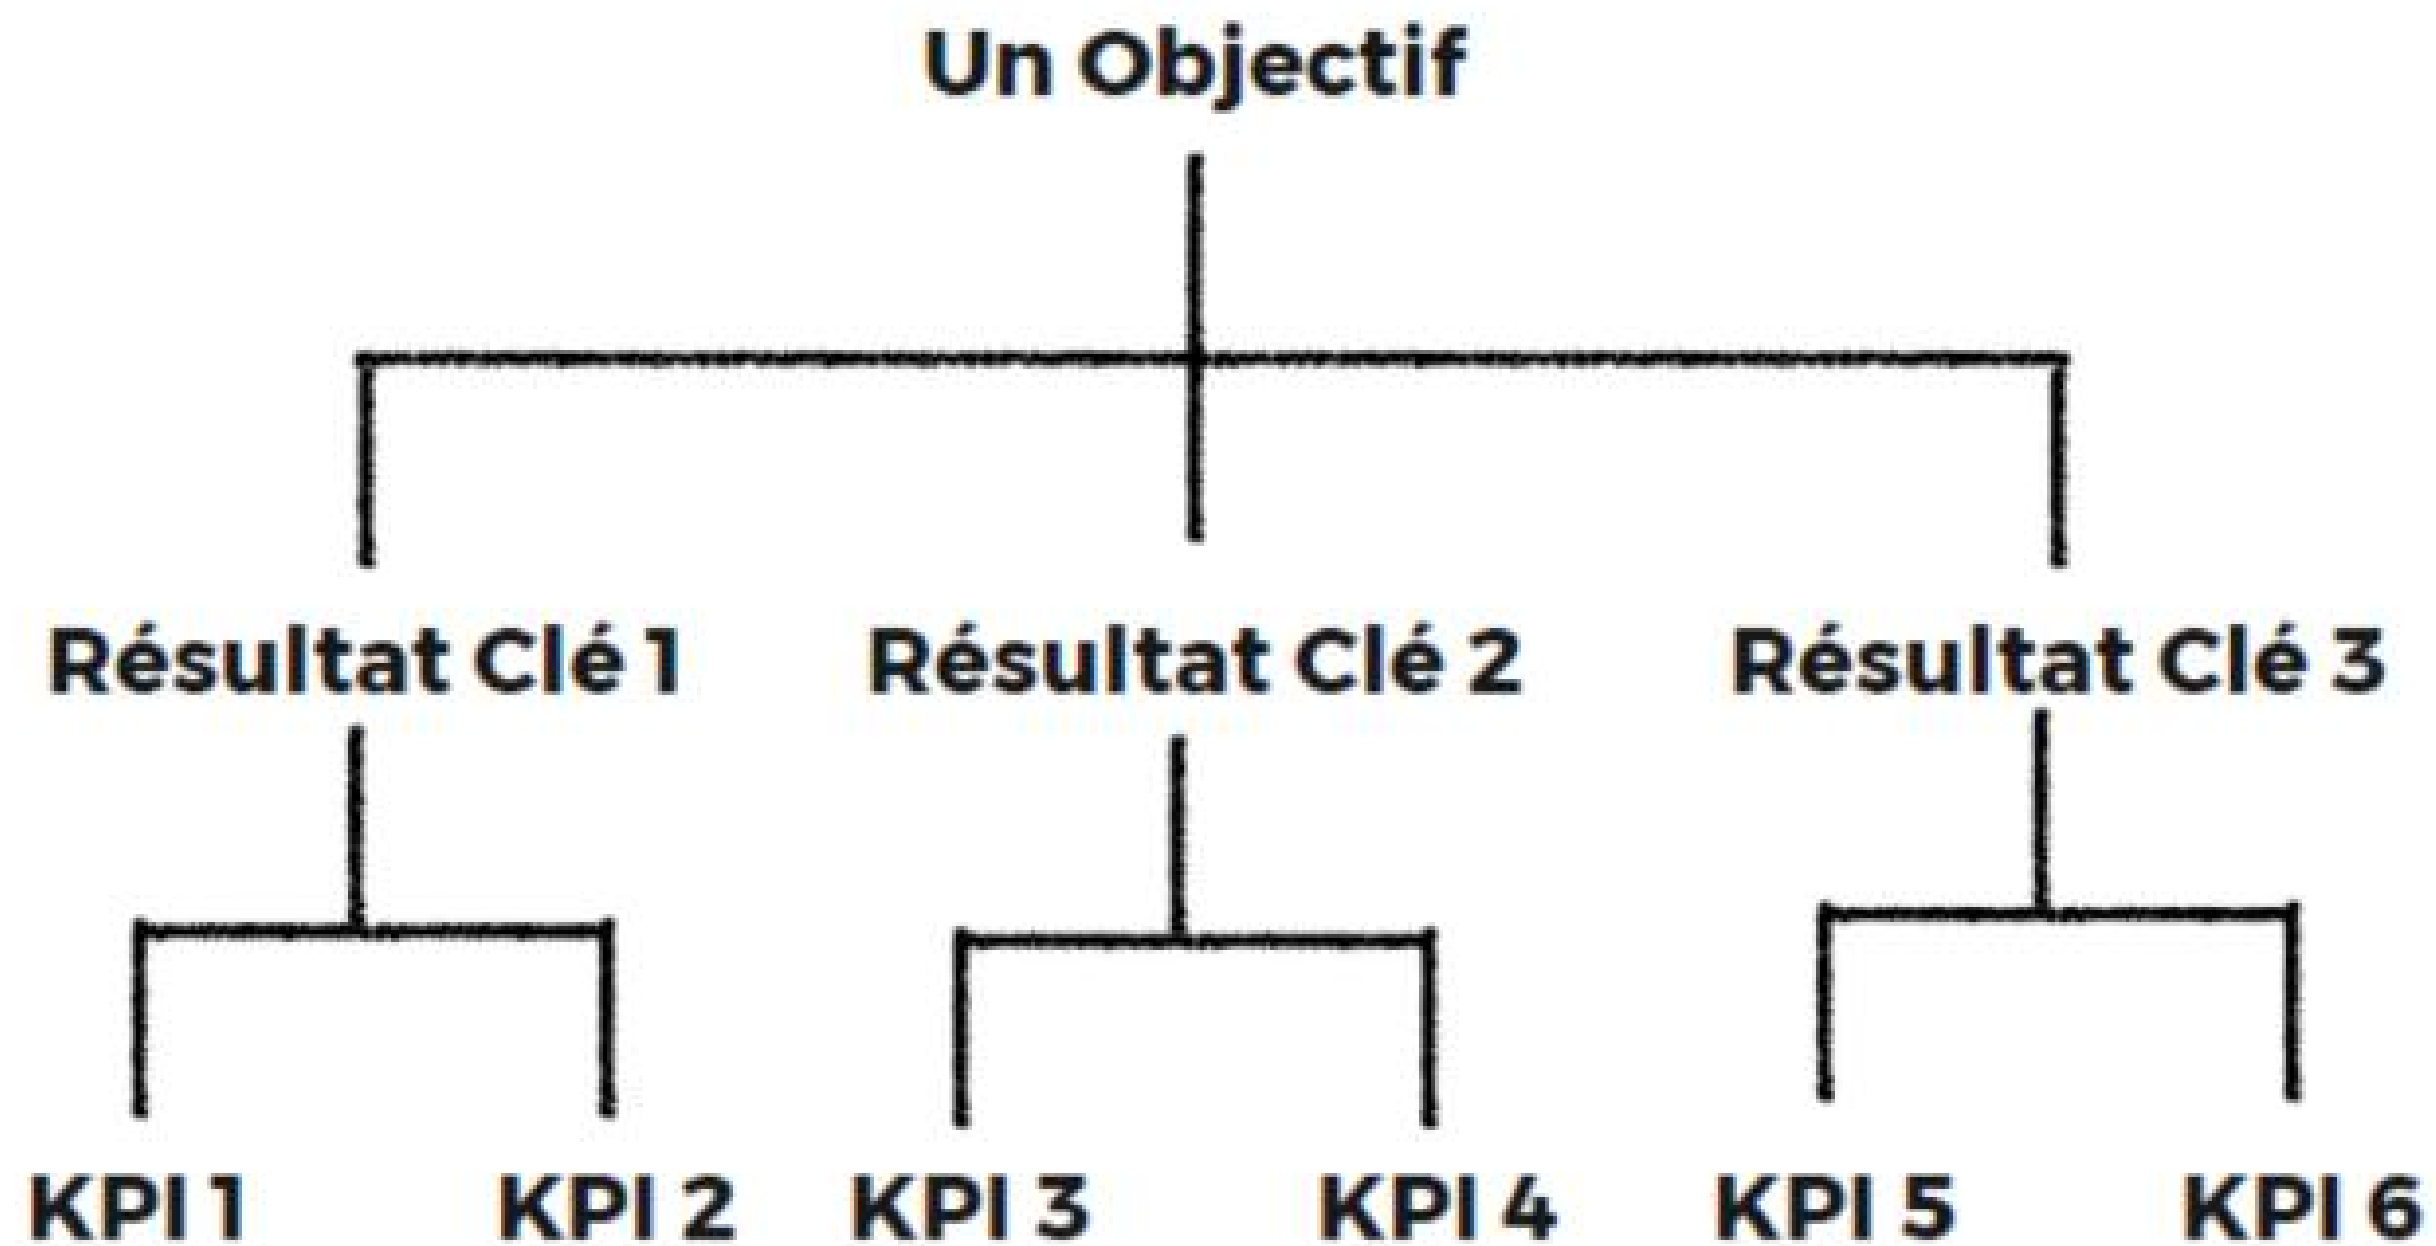 Un Objectif
Résultat Clé 1 Résultat Clé 2 Résultat Clé 3
KPI 1 KPI 2 KPI 3 KPI 4 KPI 5 KPI 6